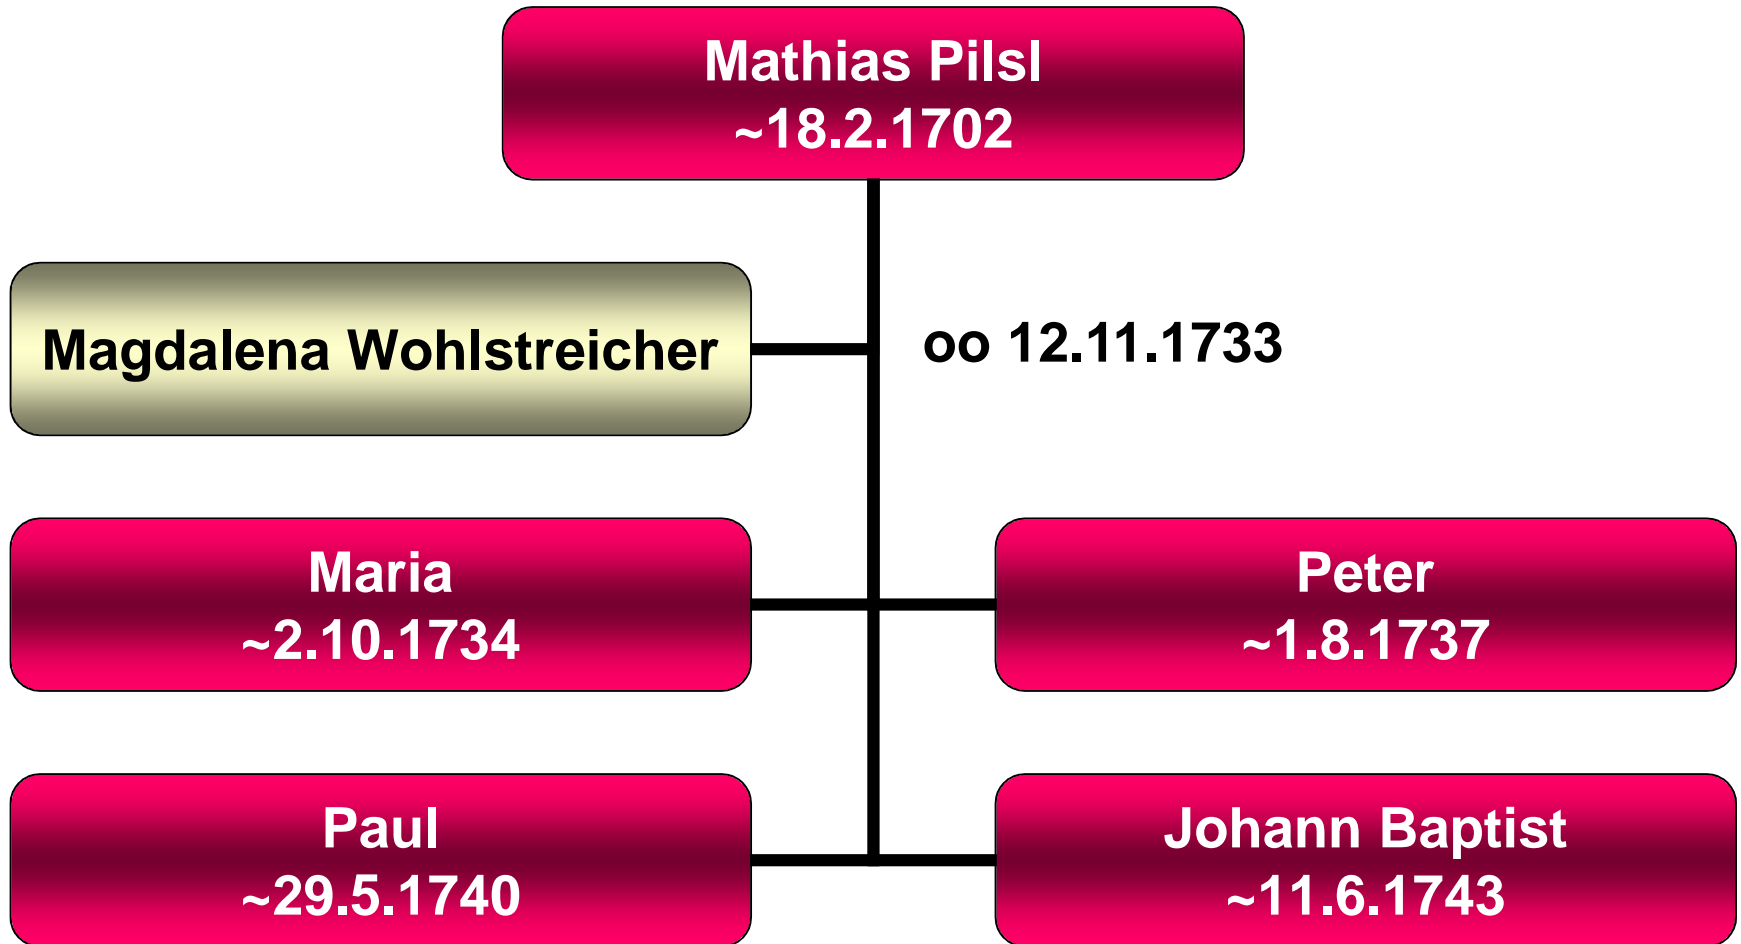 Mathias Pilsl
~18.2.1702
Magdalena Wohlstreicher
oo 12.11.1733
Maria
~2.10.1734
Peter
~1.8.1737
Paul
~29.5.1740
Johann Baptist
~11.6.1743